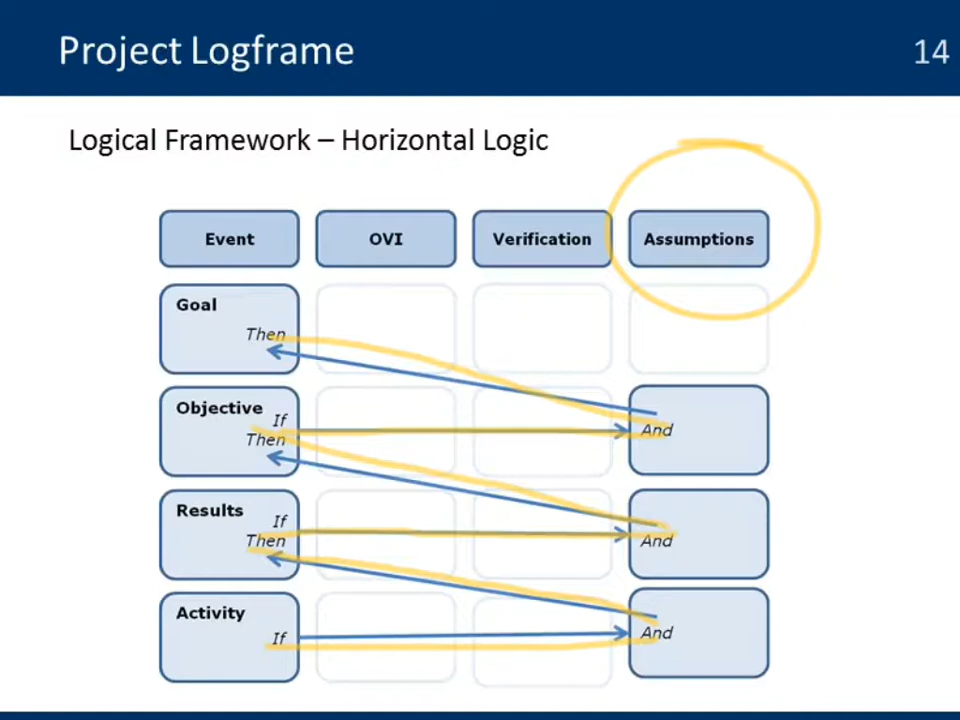 Project Logframe 14
Logical Framework – Horizontal Logic
Event OVI Verification Assumptions
Goal
Then
Objective
If
Then And
Results
If
Then And
Activity
If And